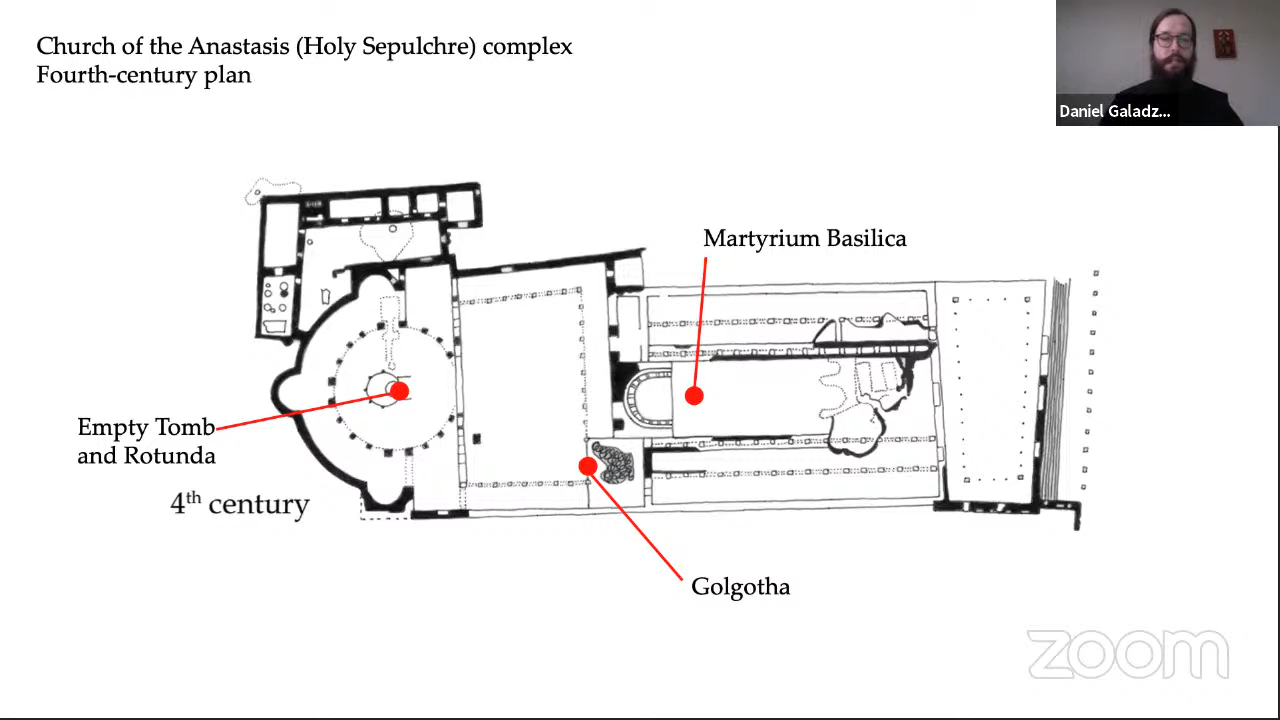 Church of the Anastasis (Holy Sepulchre) complex
Fourth-century plan
Daniel Galadz...
Martyrium Basilica
Empty Tomb
and Rotunda
4th century
Golgotha
zoom